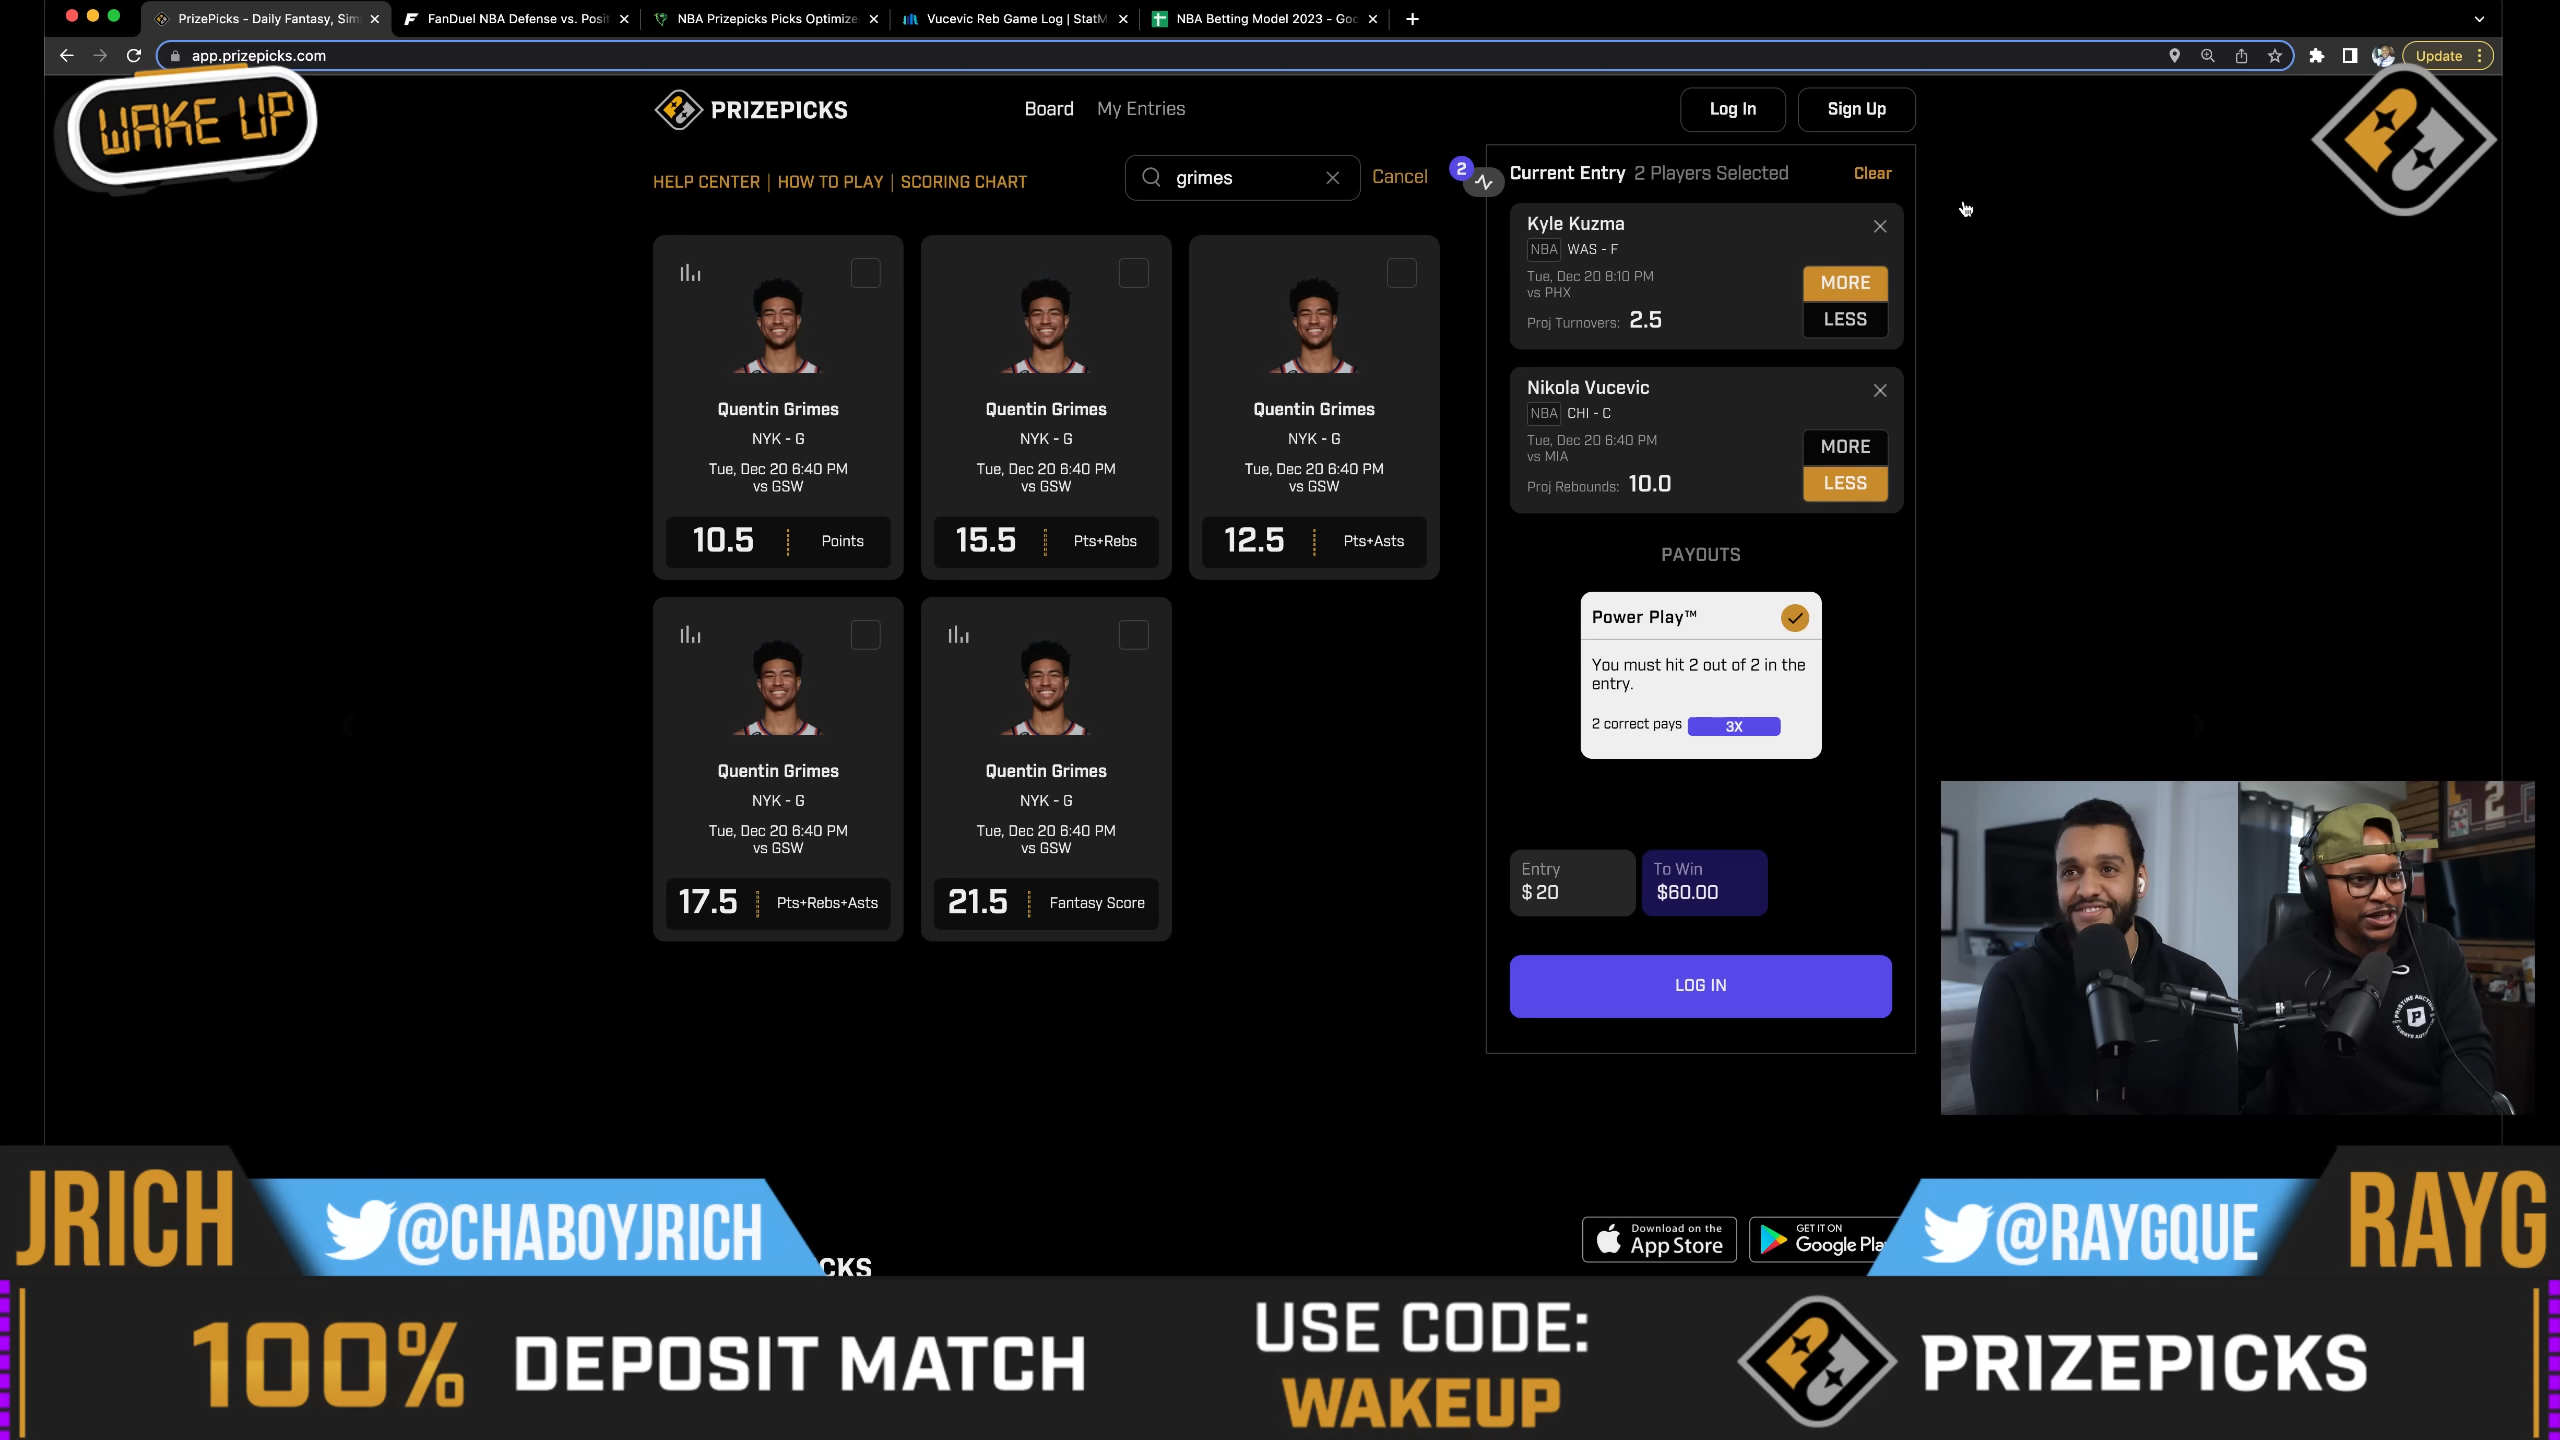 PrizePicks - Daily Fantasy, Sim
FanDuel NBA Defense vs. Posit
NBA Prizepicks Picks Optimize
Vucevic Reb Game Log | StatM
NBA Betting Model 2023 - Goo
app.prizepicks.com
Update
WAKE UP
PRIZEPICKS
Board
My Entries
Log In
Sign Up
HELP CENTER | HOW TO PLAY | SCORING CHART
grimes
Cancel
2
Current Entry 2 Players Selected
Clear
Quentin Grimes
NYK - G
Tue, Dec 20 6:40 PM
vs GSW
10.5 Points
Quentin Grimes
NYK - G
Tue, Dec 20 6:40 PM
vs GSW
15.5 Pts+Rebs
Quentin Grimes
NYK - G
Tue, Dec 20 6:40 PM
vs GSW
12.5 Pts+Asts
Quentin Grimes
NYK - G
Tue, Dec 20 6:40 PM
vs GSW
17.5 Pts+Rebs+Asts
Quentin Grimes
NYK - G
Tue, Dec 20 6:40 PM
vs GSW
21.5 Fantasy Score
Kyle Kuzma
NBA WAS - F
Tue, Dec 20 8:10 PM
vs PHX
Proj Turnovers: 2.5
MORE
LESS
Nikola Vucevic
NBA CHI - C
Tue, Dec 20 6:40 PM
vs MIA
Proj Rebounds: 10.0
MORE
LESS
PAYOUTS
Power Play™
You must hit 2 out of 2 in the
entry.
2 correct pays 3X
Entry
$ 20
To Win
$60.00
LOG IN
JRICH
@CHABOYJRICH
CKS
Download on the
App Store
GET IT ON
Google Pla
@RAYGQUE
RAYG
100% DEPOSIT MATCH
USE CODE:
WAKEUP
PRIZEPICKS